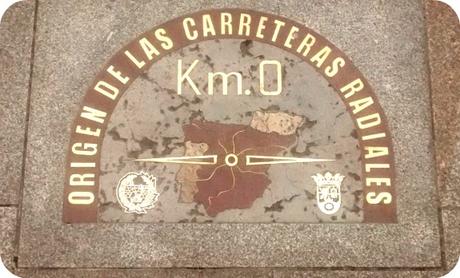 ORIGEN DE LAS CARRETERAS RADIALES
Km.0